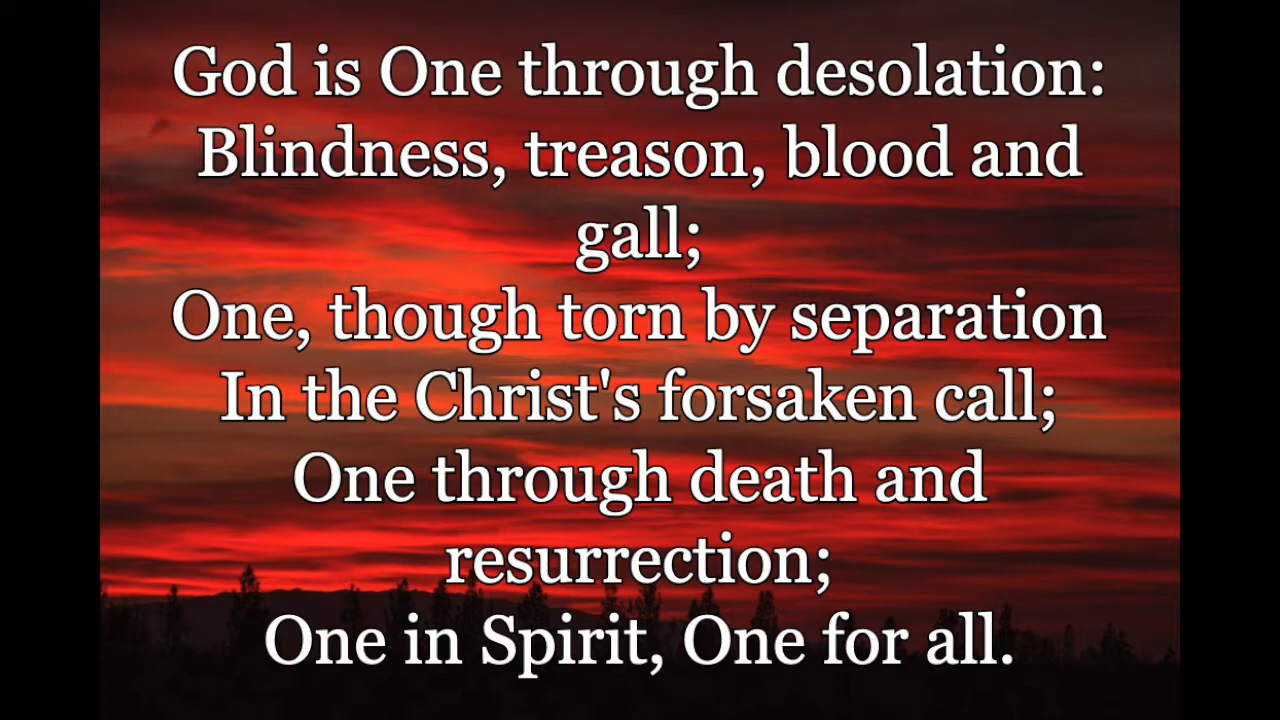 God is One through desolation:
Blindness, treason, blood and
gall;
One, though torn by separation
In the Christ's forsaken call;
One through death and
resurrection;
One in Spirit, One for all.